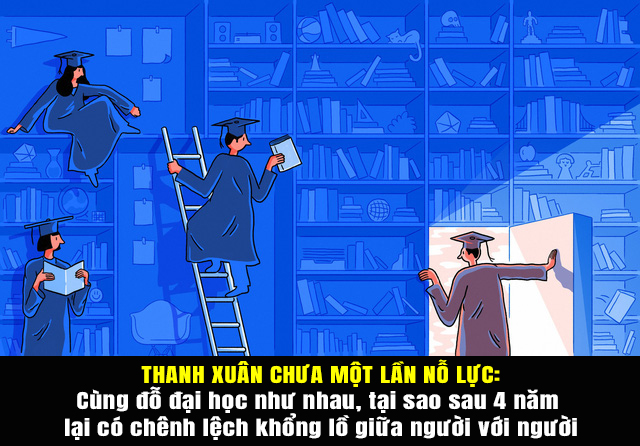 THANH XUÂN CHƯA MỘT LẦN NỖ LỰC:
Cùng đỗ đại học như nhau, tại sao sau 4 năm
lại có chênh lệch khổng lồ giữa người với người